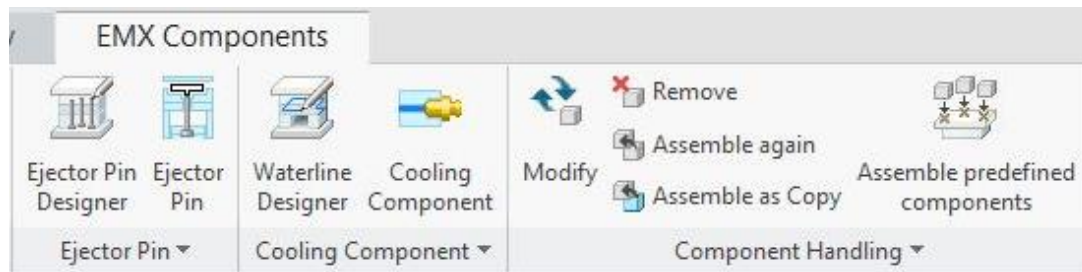 EMX Components
Ejector Pin Designer
Ejector Pin
Waterline Designer
Cooling Component
Modify
Remove
Assemble again
Assemble as Copy
Assemble predefined components
Ejector Pin
Cooling Component
Component Handling